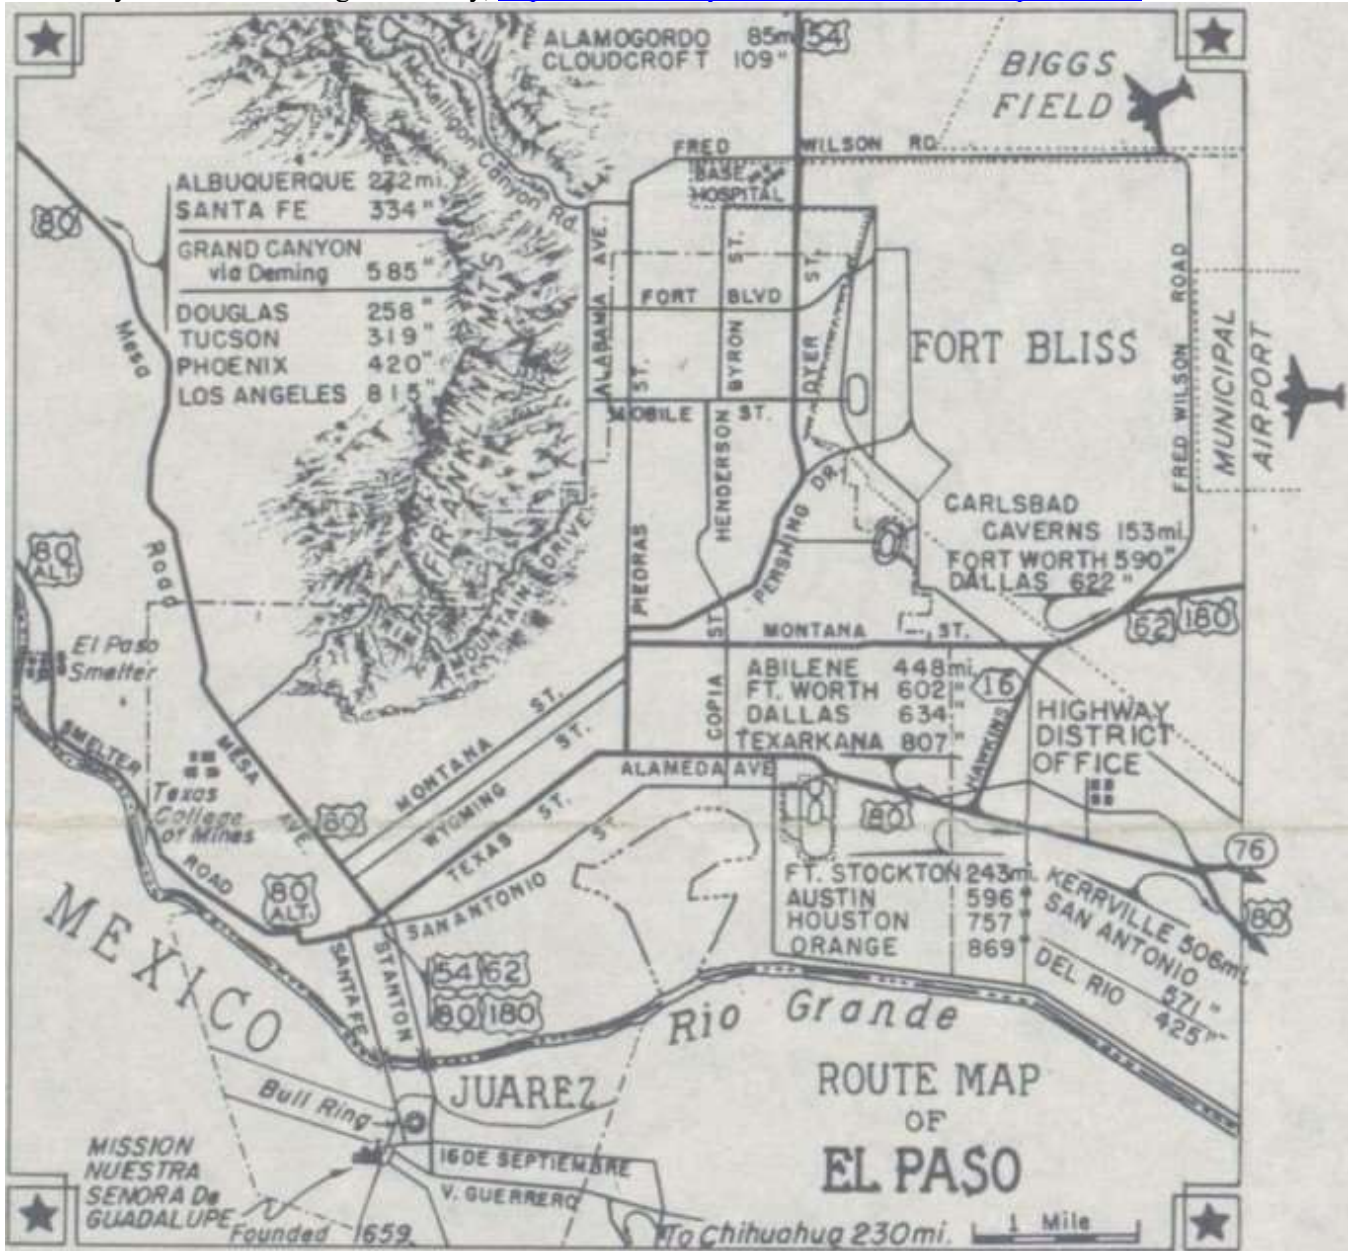 ALAMOGORDO 85m
CLOUDCROFT 109"
54
BIGGS
FIELD
McKelligon Canyon Rd.
FRED WILSON RD.
BASE
HOSPITAL
80
ALBUQUERQUE 272mi.
SANTA FE 334"
GRAND CANYON
via Deming 585"
DOUGLAS 258"
TUCSON 319"
PHOENIX 420"
LOS ANGELES 815"
FRANKLIN MTS
ALABAMA AVE.
FORT BLVD
BYRON ST.
DYER ST.
FORT BLISS
FRED WILSON ROAD
MUNICIPAL
AIRPORT
MOBILE ST.
HENDERSON
PIEDRAS ST.
PERSHING DR.
Mesa Road
RIM
MOUNTAIN DRIVE
CARLSBAD
CAVERNS 153mi.
FORT WORTH 590"
DALLAS 622"
62 180
80
ALT.
El Paso
Smelter
MONTANA ST.
COPIA ST.
ABILENE 448mi.
FT. WORTH 602"
DALLAS 634"
TEXARKANA 807"
16
HAWKINS
HIGHWAY
DISTRICT
OFFICE
SMELTER ROAD
MESA AVE.
Texas
College
of Mines
80
MONTANA ST.
WYOMING ST.
TEXAS ST.
SAN ANTONIO ST.
ALAMEDA AVE
80
76
80
80
ALT.
FT. STOCKTON 243mi.
AUSTIN 596"
HOUSTON 757"
ORANGE 869"
KERRVILLE 506mi.
SAN ANTONIO 571"
DEL RIO 425"
MEXICO
SANTA FE
STANTON
54 62
80 180
Rio Grande
JUAREZ
Bull Ring
16 DE SEPTIEMBRE
V. GUERRERO
MISSION
NUESTRA
SENORA De
GUADALUPE
Founded 1659
To Chihuahua 230mi.
ROUTE MAP
OF
EL PASO
1 Mile